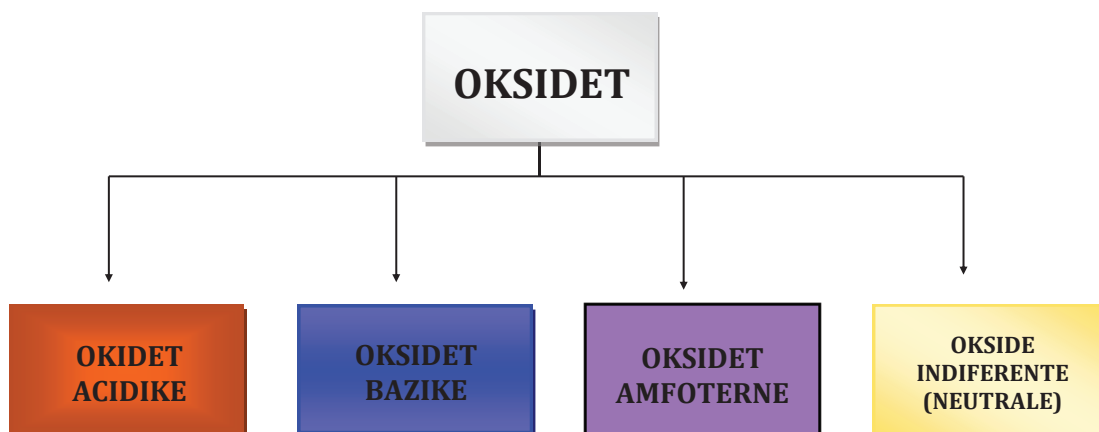 OKSIDET
OKIDET
ACIDIKE
OKSIDET
BAZIKE
OKSIDET
AMFOTERNE
OKSIDE
INDIFERENTE
(NEUTRALE)